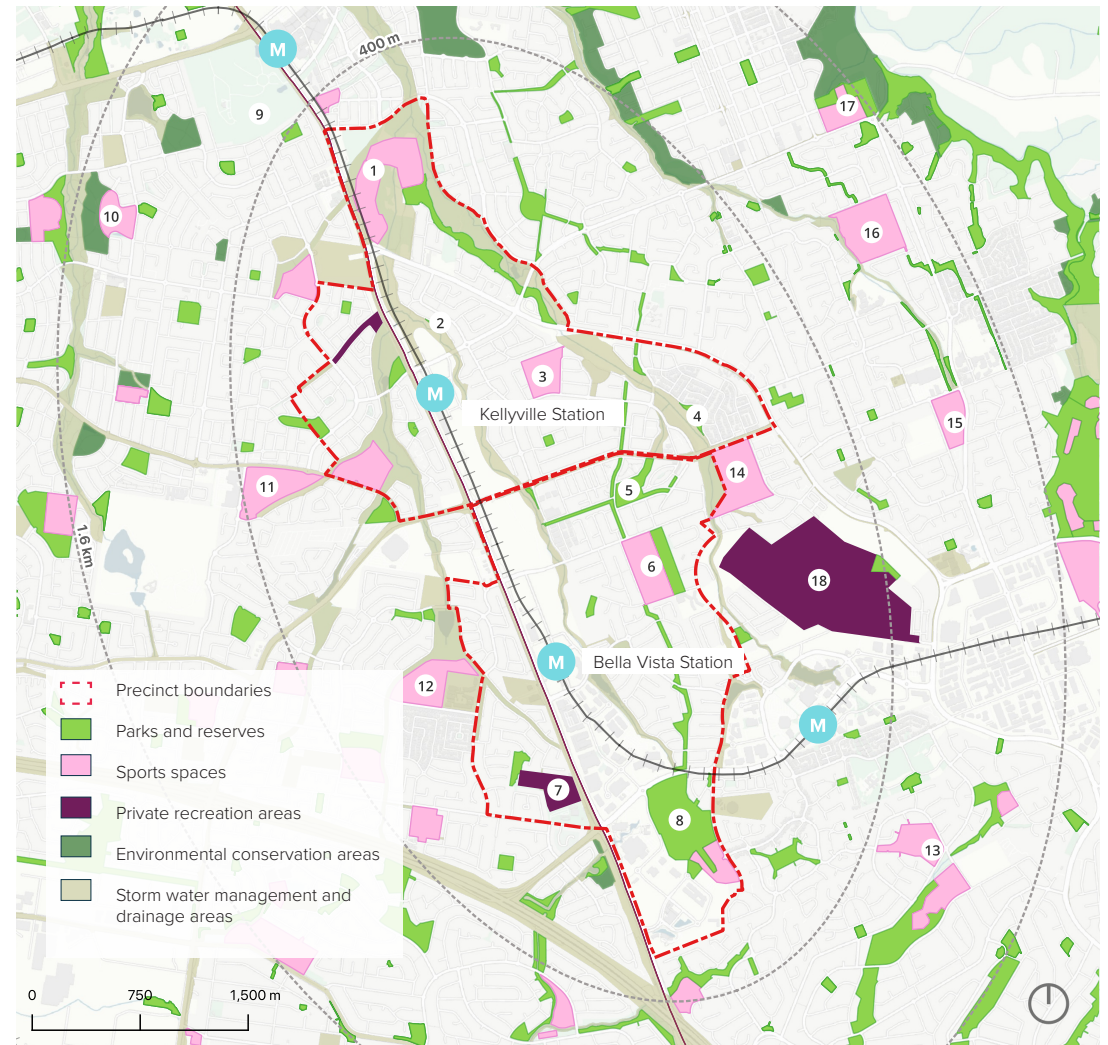 M
400 m
17
9
1
10
16
2
M
3
Kellyville Station
4
15
14
11
5
1.6 km
6
18
M
Bella Vista Station
12
M
7
8
13
Precinct boundaries
Parks and reserves
Sports spaces
Private recreation areas
Environmental conservation areas
Storm water management and
drainage areas
0 750 1,500 m